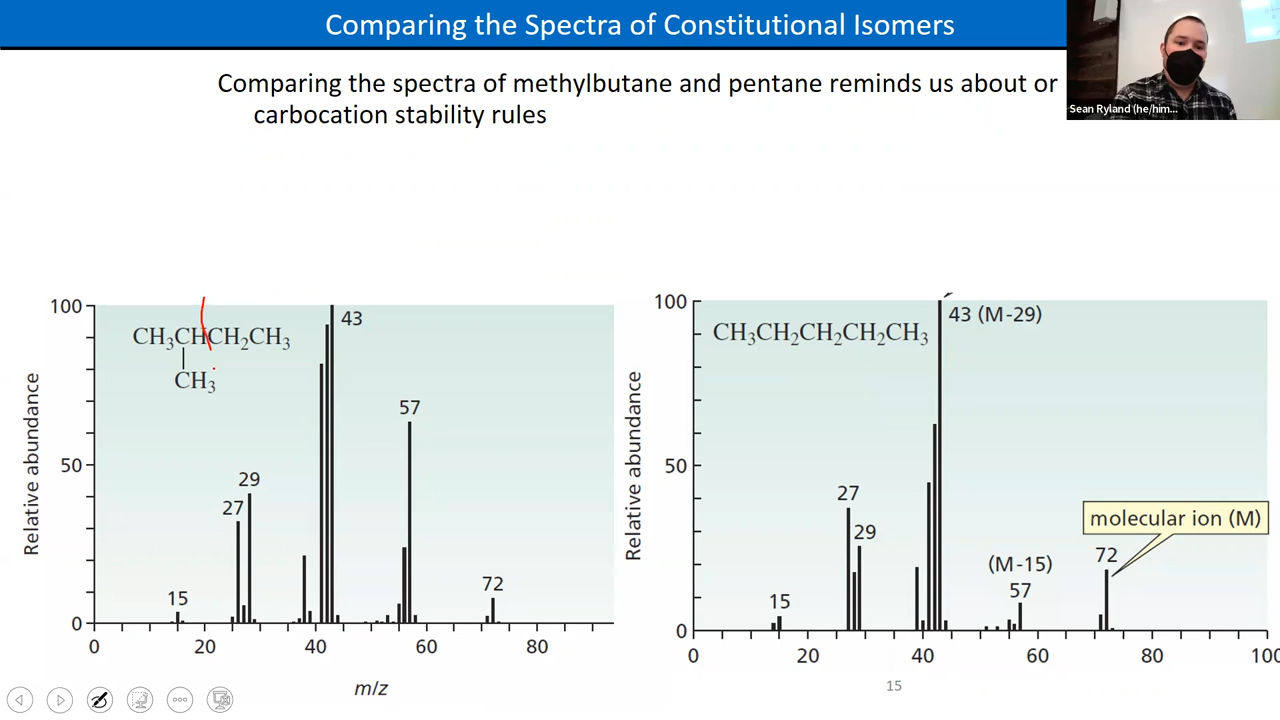 Comparing the Spectra of Constitutional Isomers
Comparing the spectra of methylbutane and pentane reminds us about or
carbocation stability rules
Sean Ryland (he/him...
100
50
0
Relative abundance
CH₃CHCH₂CH₃
CH₃
43
57
29
27
15
72
0
20
40
60
80
m/z
100
50
0
Relative abundance
CH₃CH₂CH₂CH₂CH₃
43 (M-29)
27
29
15
(M-15)
57
molecular ion (M)
72
0
20
40
60
80
100
15